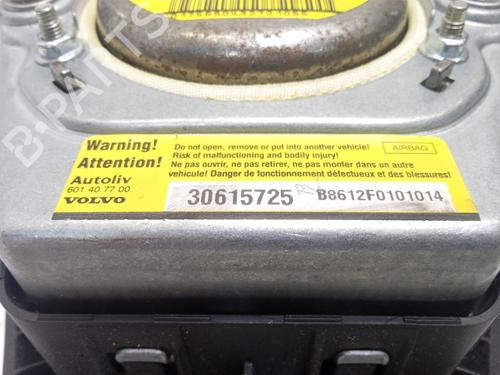 Warning!
Attention!
Autoliv
601 40 7700
VOLVO
Do not open, remove or put into another vehicle!
Risk of malfunctioning and bodily injury!
Ne pas ouvrir, ne pas retirer, ne pas monter dans un autre
vehicule! Danger de fonctionnement défectueux et des blessures!
AIRBAG
30615725
B8612F0101014
B-PARTS